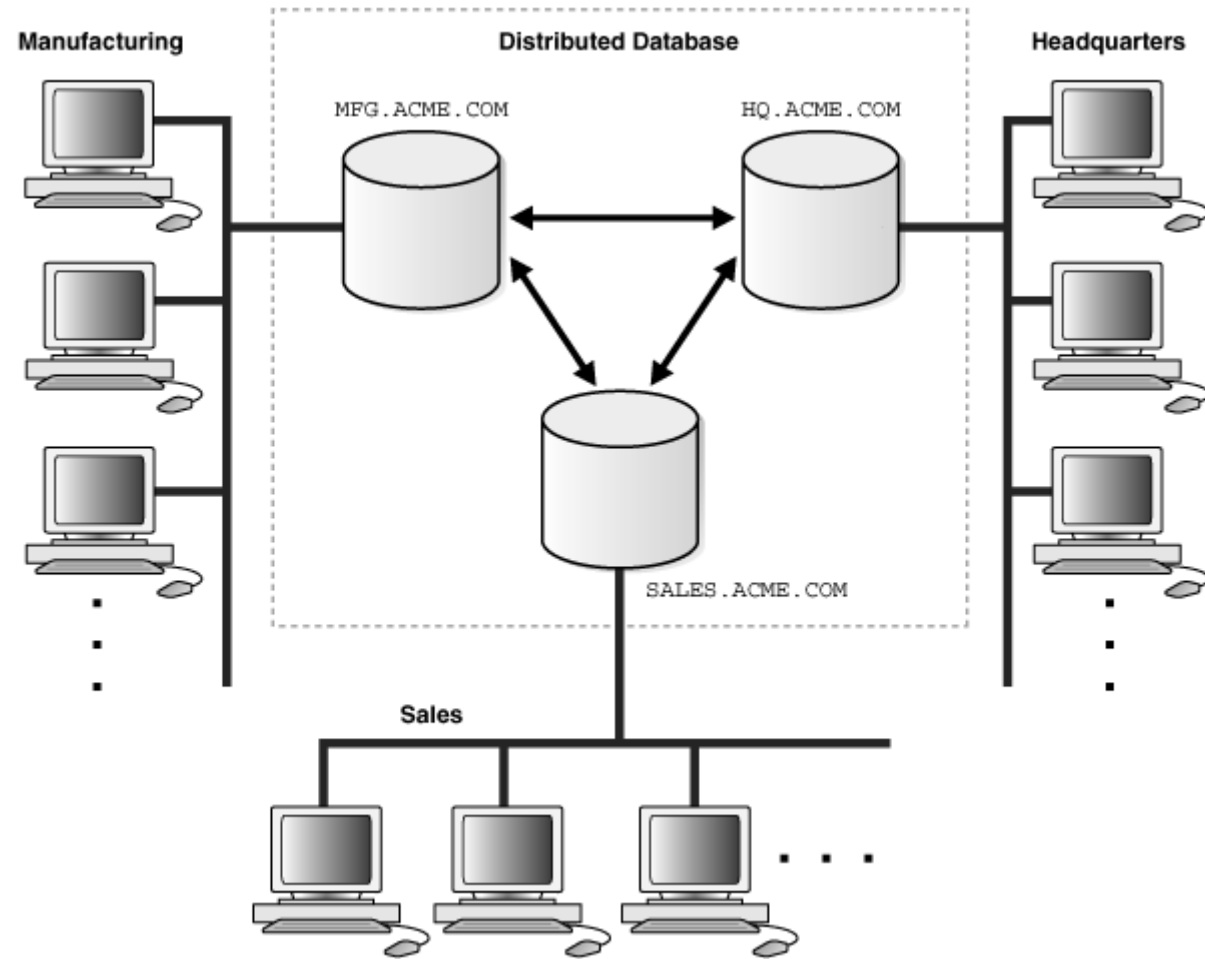 Manufacturing
Distributed Database
Headquarters
MFG.ACME.COM
HQ.ACME.COM
SALES.ACME.COM
Sales